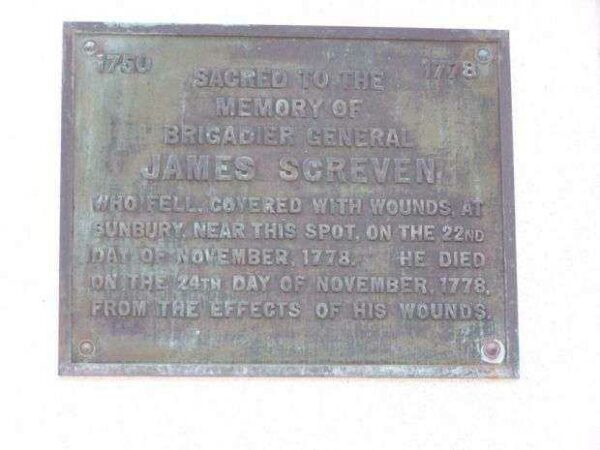 1750 1778
SACRED TO THE
MEMORY OF
BRIGADIER GENERAL
JAMES SCREVEN,
WHO FELL, COVERED WITH WOUNDS, AT
SUNBURY, NEAR THIS SPOT, ON THE 22ND
DAY OF NOVEMBER, 1778. HE DIED
ON THE 24TH DAY OF NOVEMBER, 1778,
FROM THE EFFECTS OF HIS WOUNDS.